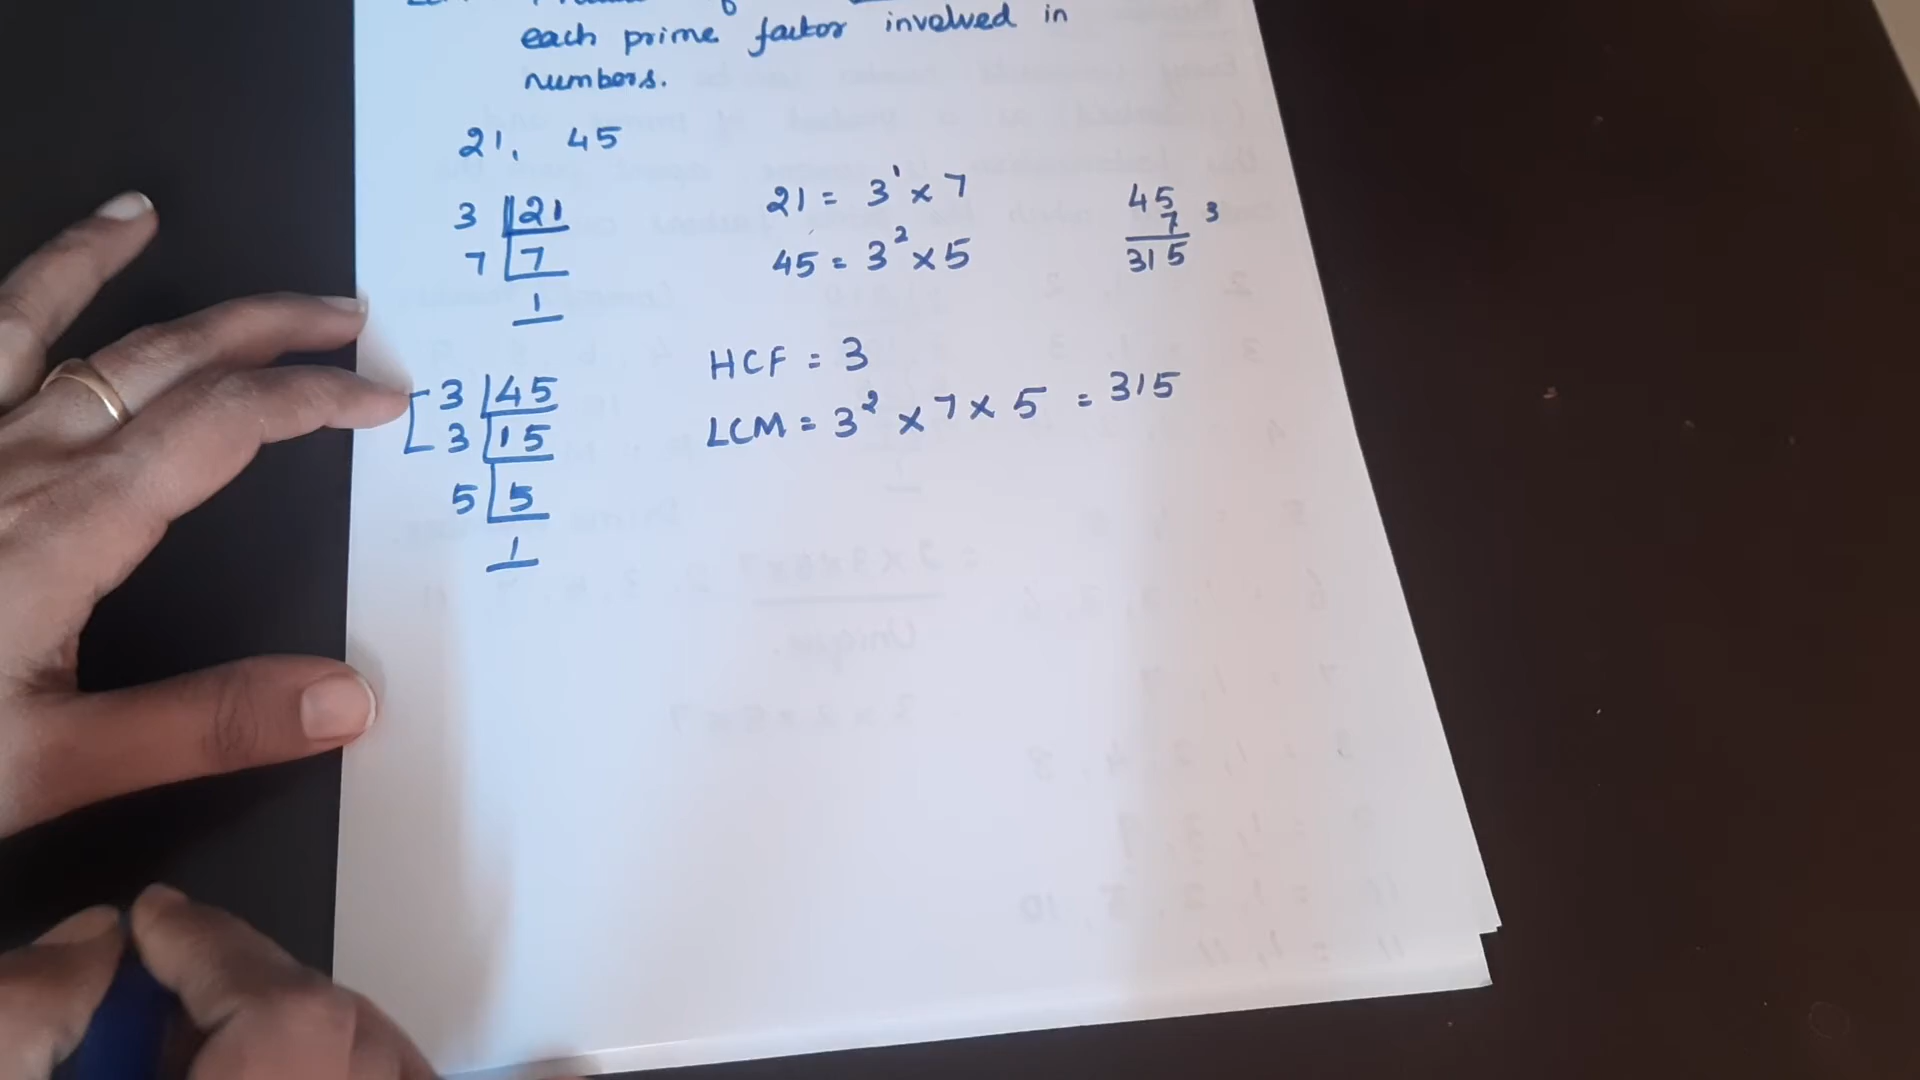 each prime factor involved in
numbers.
21, 45
3 21
7 7
1
21 = 3¹ × 7
45 = 3² × 5
45
7 3
315
3 45
3 15
5 5
1
HCF = 3
LCM = 3² × 7 × 5 = 315